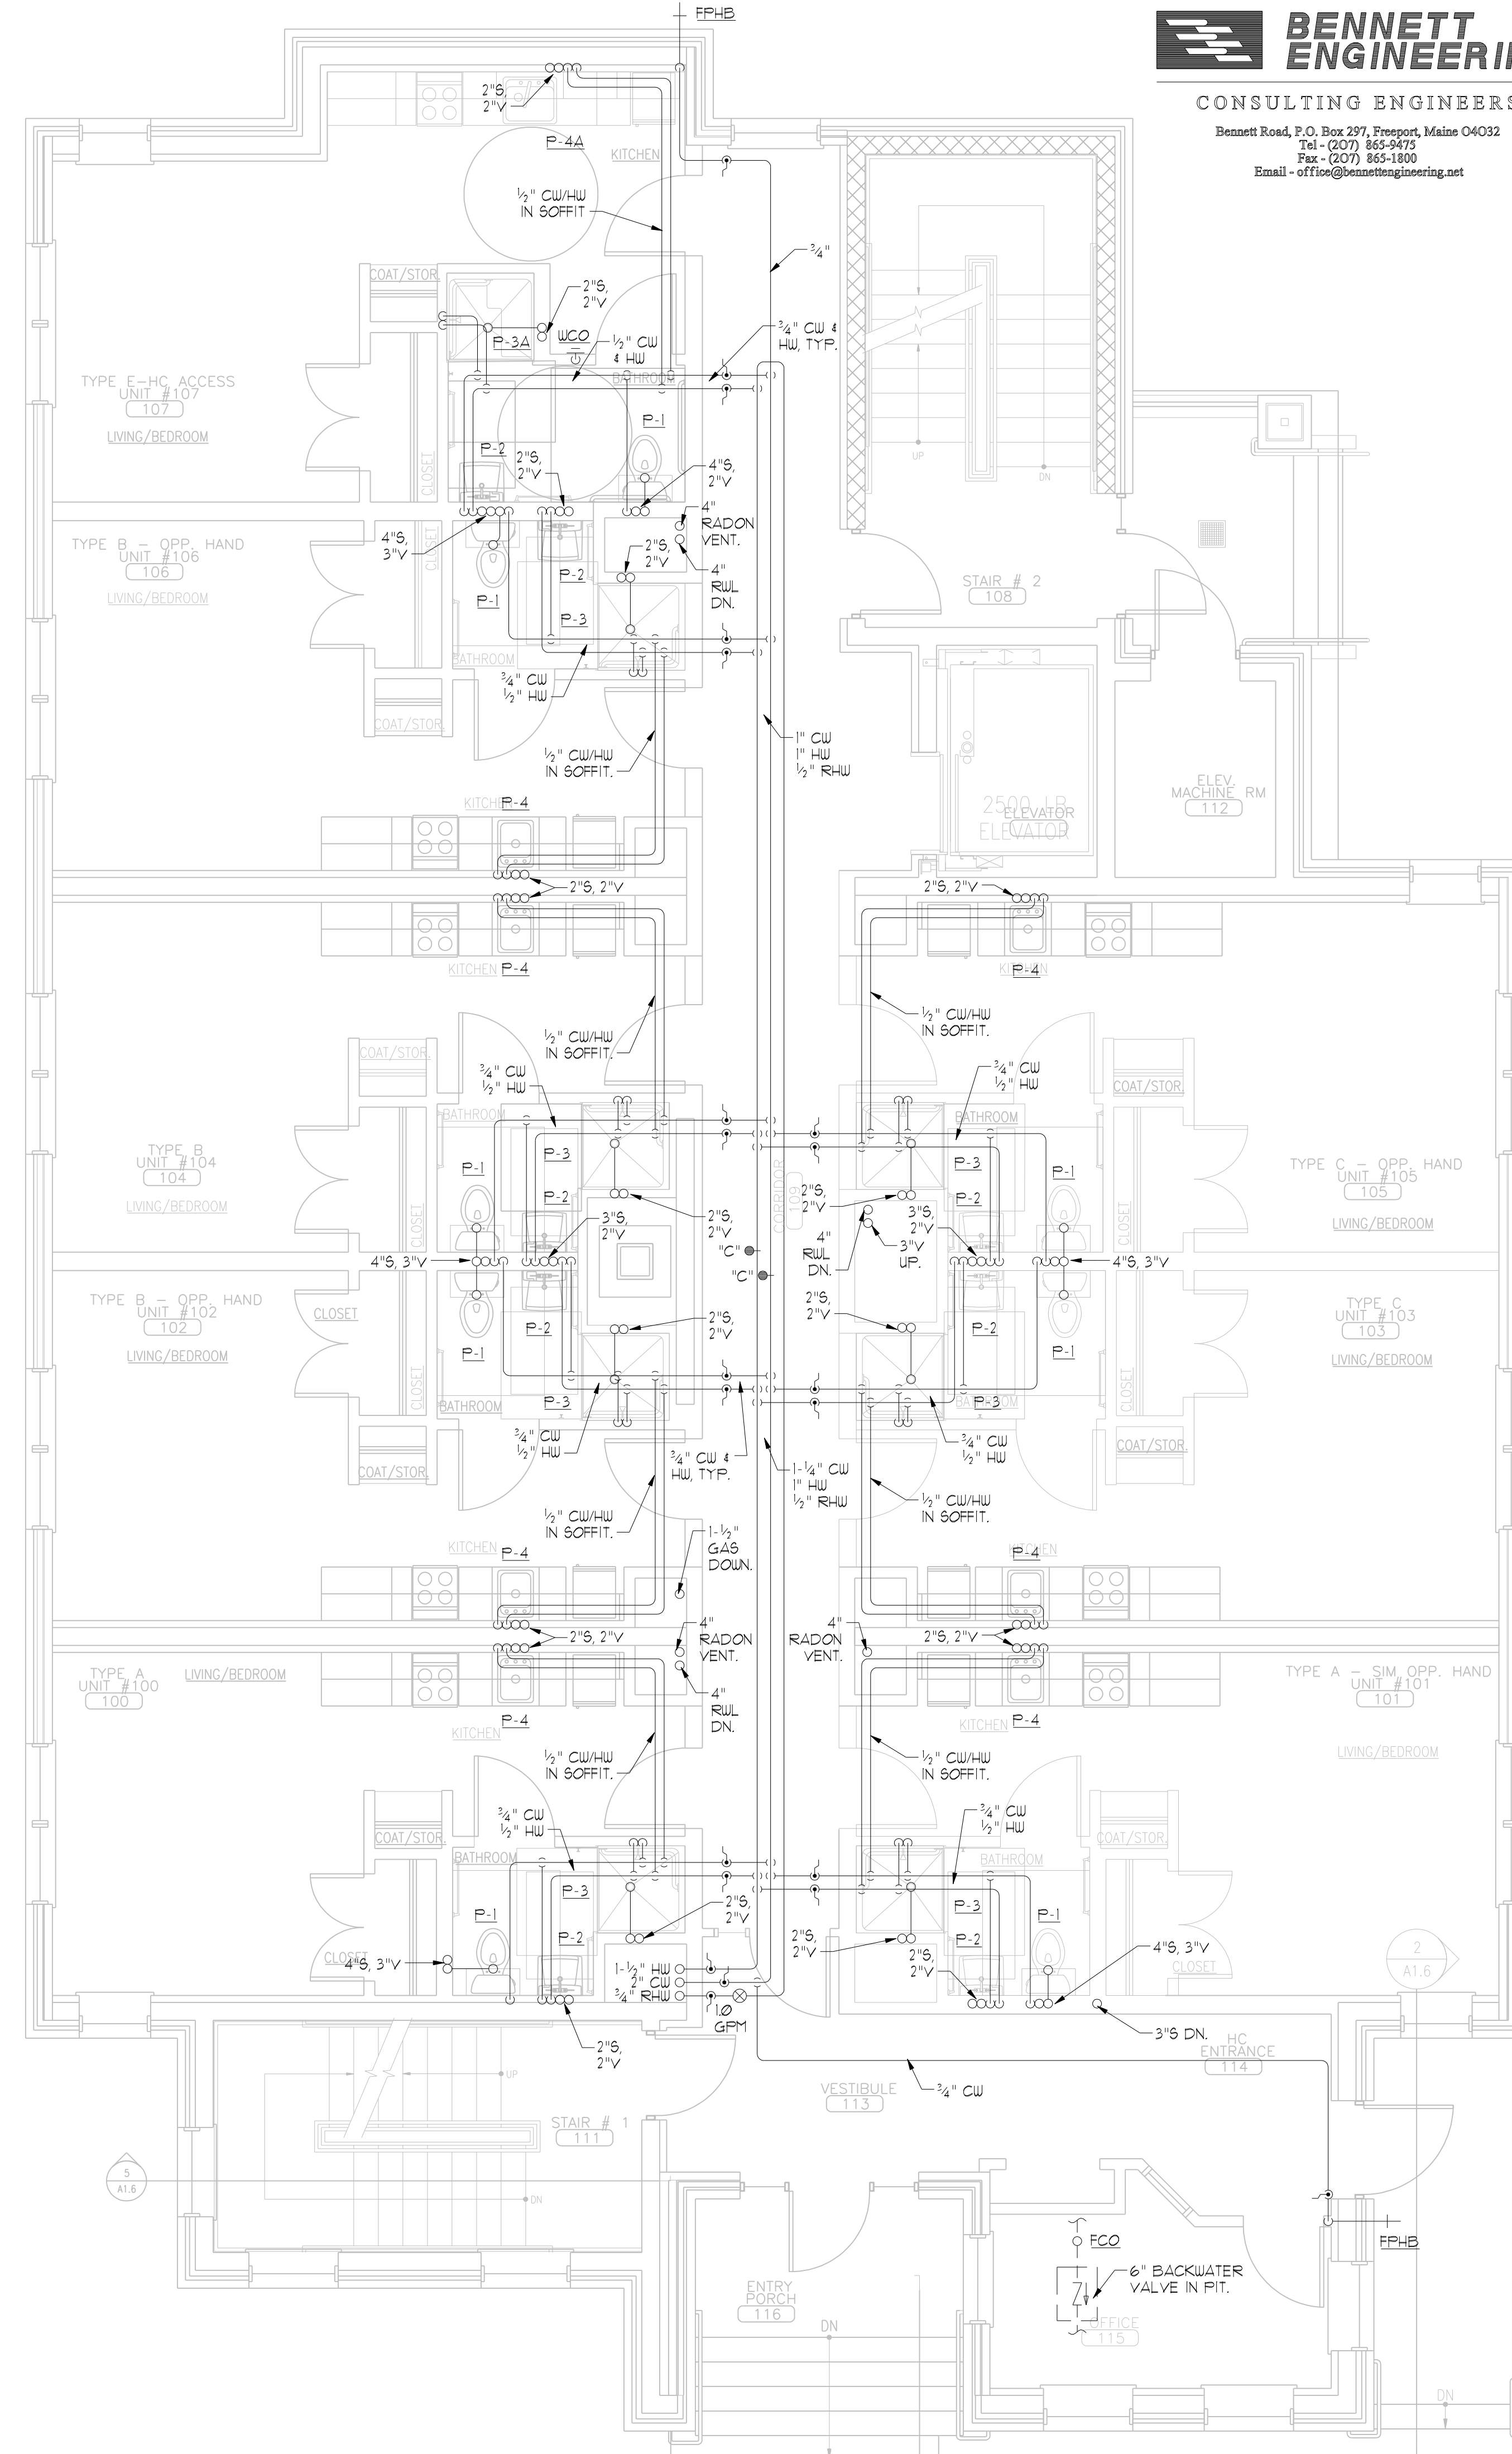 FPHB
BENNETT
CONSULTING ENGINEERS
Bennett Road, P.O. Box 297, Freeport, Maine 04032
Tel - (207) 865-9475
Fax - (207) 865-1800
Email - office@bennettengineering.net
2"S,
2"V
P-4A
KITCHEN
1/2" CW/HW
IN SOFFIT
3/4"
COAT/STOR.
2"S,
2"V
P-3A
WCO
1/2" CW
& HW
3/4" CW &
HW, TYP.
BATHROOM
TYPE E-HC ACCESS
UNIT #107
107
LIVING/BEDROOM
P-1
P-2
CLOSET
2"S,
2"V
4"S,
2"V
UP
DN
4"
RADON
VENT.
4"S,
3"V
CLOSET
TYPE B - OPP. HAND
UNIT #106
106
LIVING/BEDROOM
2"S,
2"V
P-2
P-1
P-3
4"
RWL
DN.
STAIR # 2
108
BATHROOM
3/4" CW
1/2" HW
COAT/STOR.
1/2" CW/HW
IN SOFFIT.
1" CW
1" HW
1/2" RHW
KITCHEN
P-4
2500 LB
ELEVATOR
ELEVATOR
ELEV.
MACHINE RM
112
2"S, 2"V
2"S, 2"V
KITCHEN
P-4
KITCHEN
P-4
1/2" CW/HW
IN SOFFIT.
1/2" CW/HW
IN SOFFIT.
COAT/STOR.
3/4" CW
1/2" HW
3/4" CW
1/2" HW
COAT/STOR.
BATHROOM
BATHROOM
TYPE B
UNIT #104
104
LIVING/BEDROOM
CLOSET
P-1
P-3
P-2
3"S,
2"V
2"S,
2"V
CORRIDOR
109
2"S,
2"V
3"S,
2"V
P-3
P-2
P-1
CLOSET
TYPE C - OPP. HAND
UNIT #105
105
LIVING/BEDROOM
4"S, 3"V
"C"
"C"
4"
RWL
DN.
3"V
UP.
4"S, 3"V
TYPE B - OPP. HAND
UNIT #102
102
LIVING/BEDROOM
CLOSET
CLOSET
P-2
P-1
P-3
2"S,
2"V
2"S,
2"V
P-2
P-1
P-3
CLOSET
TYPE C
UNIT #103
103
LIVING/BEDROOM
BATHROOM
BATHROOM
3/4" CW
1/2" HW
3/4" CW &
HW, TYP.
3/4" CW
1/2" HW
COAT/STOR.
COAT/STOR.
1-1/4" CW
1" HW
1/2" RHW
1/2" CW/HW
IN SOFFIT.
1/2" CW/HW
IN SOFFIT.
1-1/2"
GAS
DOWN.
KITCHEN
P-4
KITCHEN
P-4
2"S, 2"V
4"
RADON
VENT.
4"
RADON
VENT.
2"S, 2"V
TYPE A
UNIT #100
100
LIVING/BEDROOM
4"
RWL
DN.
TYPE A - SIM OPP. HAND
UNIT #101
101
LIVING/BEDROOM
KITCHEN
P-4
KITCHEN
P-4
1/2" CW/HW
IN SOFFIT.
1/2" CW/HW
IN SOFFIT.
3/4" CW
1/2" HW
3/4" CW
1/2" HW
COAT/STOR.
COAT/STOR.
BATHROOM
BATHROOM
P-1
P-3
P-2
2"S,
2"V
P-3
P-2
P-1
CLOSET
4"S, 3"V
2"S,
2"V
2"S,
2"V
4"S, 3"V
CLOSET
2
A1.6
1-1/2" HW
2" CW
3/4" RHW
1.0
GPM
2"S,
2"V
3"S DN.
HC
ENTRANCE
114
3/4" CW
VESTIBULE
113
UP
STAIR # 1
111
DN
5
A1.6
FCO
FPHB
6" BACKWATER
VALVE IN PIT.
ENTRY
PORCH
116
OFFICE
115
DN
DN